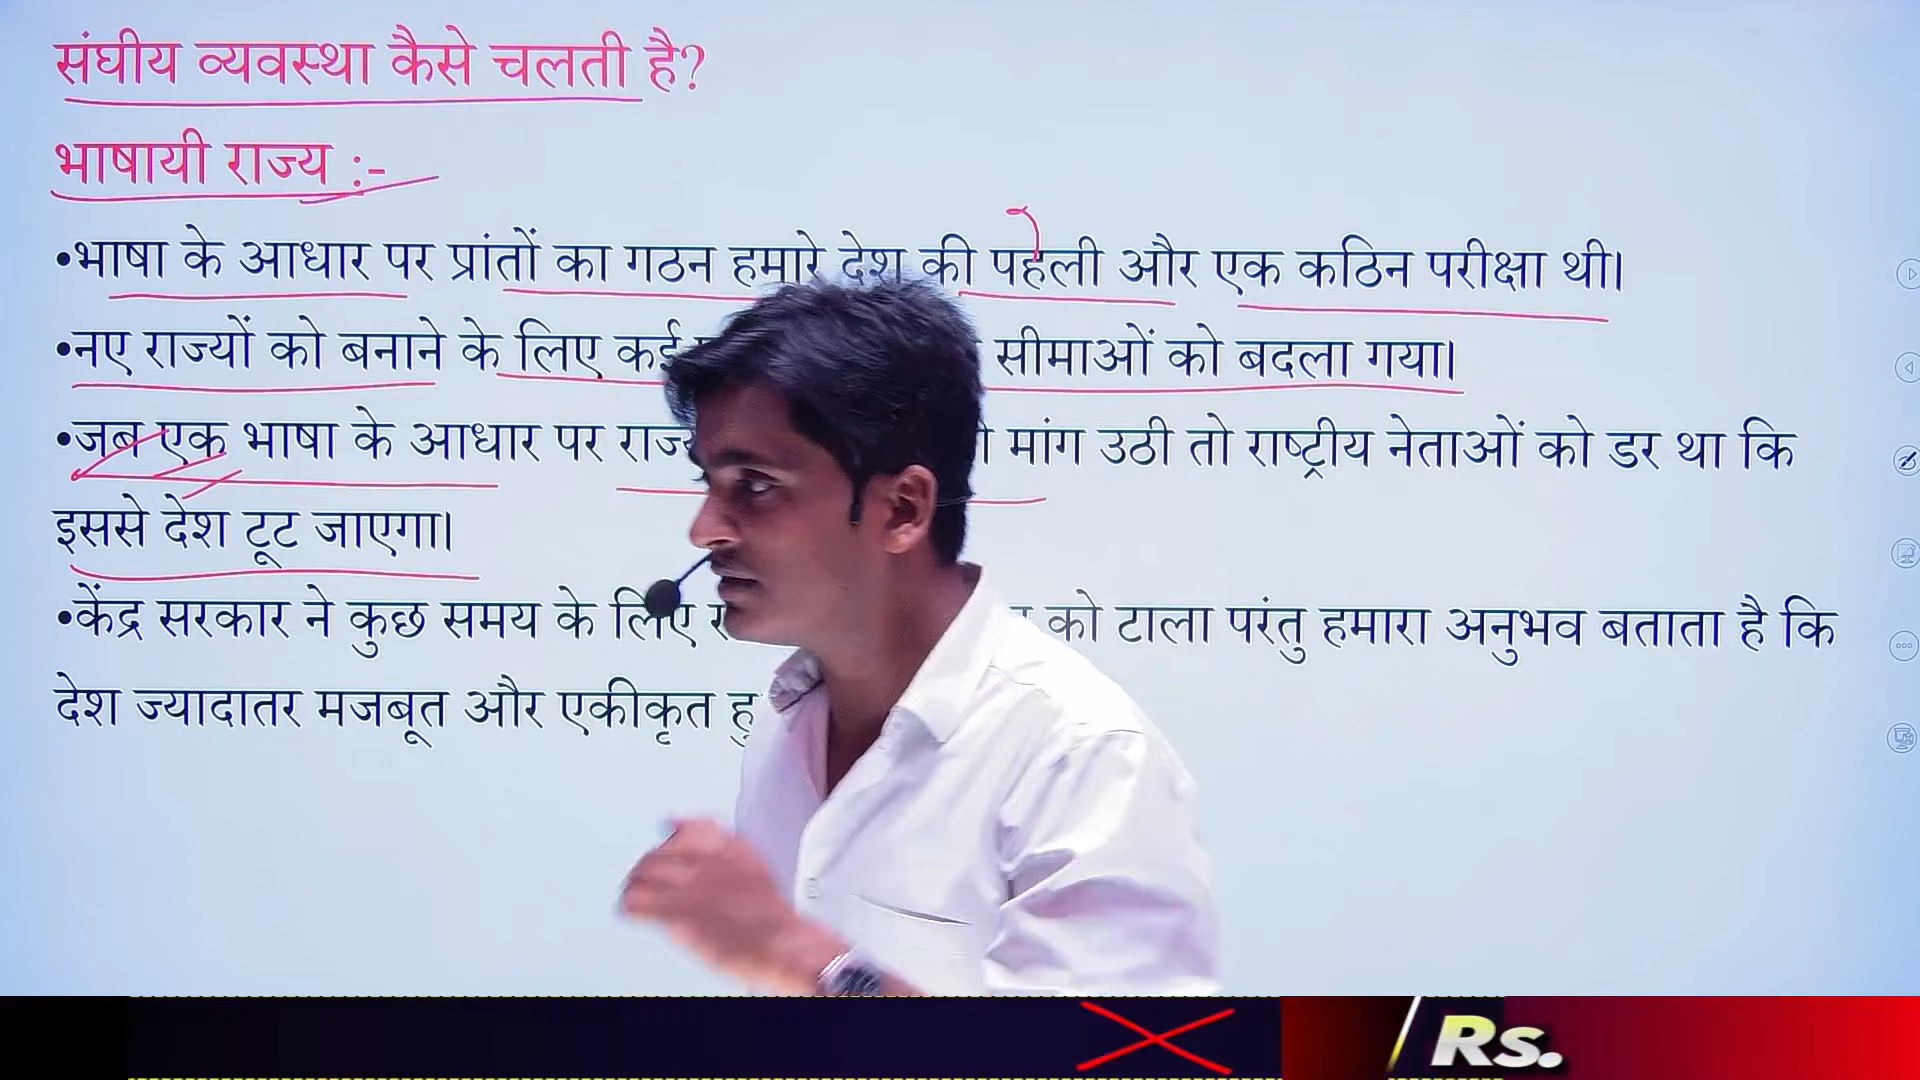 संघीय व्यवस्था कैसे चलती है?
भाषायी राज्य :-
•भाषा के आधार पर प्रांतों का गठन हमारे देश की पहली और एक कठिन परीक्षा थी।
•नए राज्यों को बनाने के लिए कई सीमाओं को बदला गया।
•जब एक भाषा के आधार पर मांग उठी तो राष्ट्रीय नेताओं को डर था कि
इससे देश टूट जाएगा।
•केंद्र सरकार ने कुछ समय के लिए को टाला परंतु हमारा अनुभव बताता है कि
देश ज्यादातर मजबूत और एकीकृत
Rs.